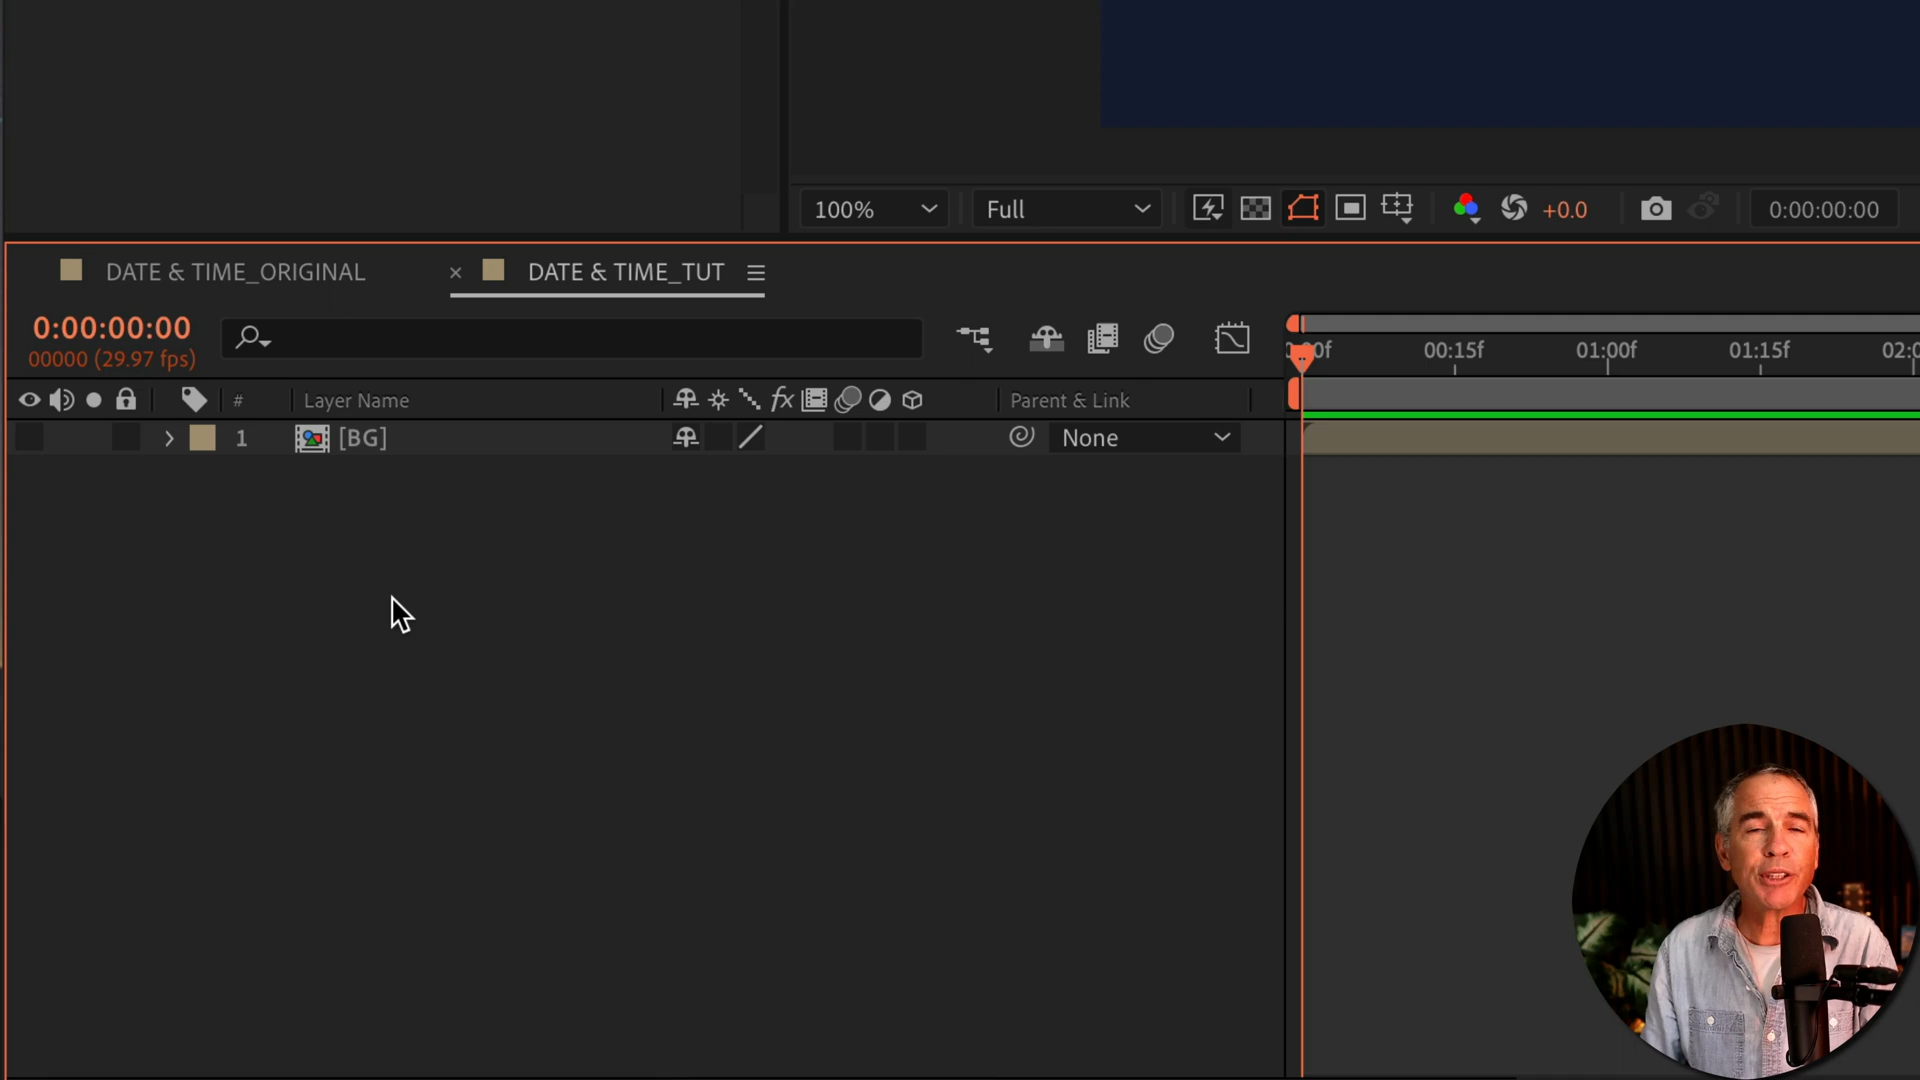 100%
Full
+0.0
0:00:00:00
DATE & TIME_ORIGINAL
× DATE & TIME_TUT
0:00:00:00
00000 (29.97 fps)
00:15f
01:00f
01:15f
# Layer Name
fx
Parent & Link
1 [BG]
None